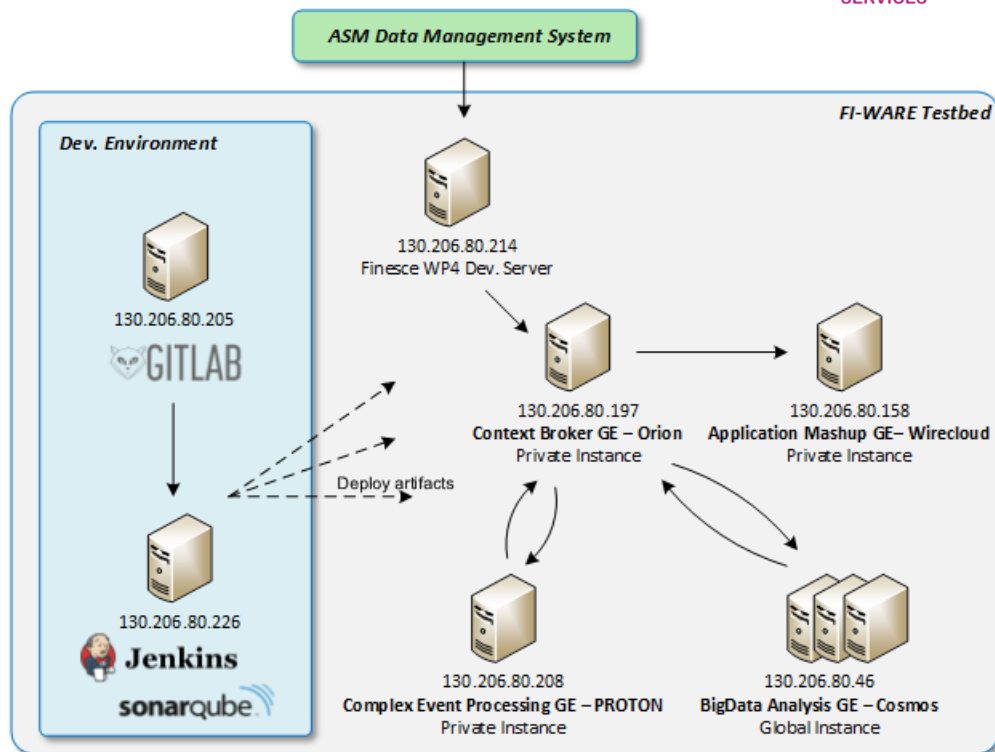 SERVICES
ASM Data Management System
FI-WARE Testbed
Dev. Environment
130.206.80.214
Finesce WP4 Dev. Server
130.206.80.205
GITLAB
130.206.80.197
Context Broker GE – Orion
Private Instance
130.206.80.158
Application Mashup GE– Wirecloud
Private Instance
Deploy artifacts
130.206.80.226
Jenkins
sonarqube
130.206.80.208
Complex Event Processing GE – PROTON
Private Instance
130.206.80.46
BigData Analysis GE – Cosmos
Global Instance